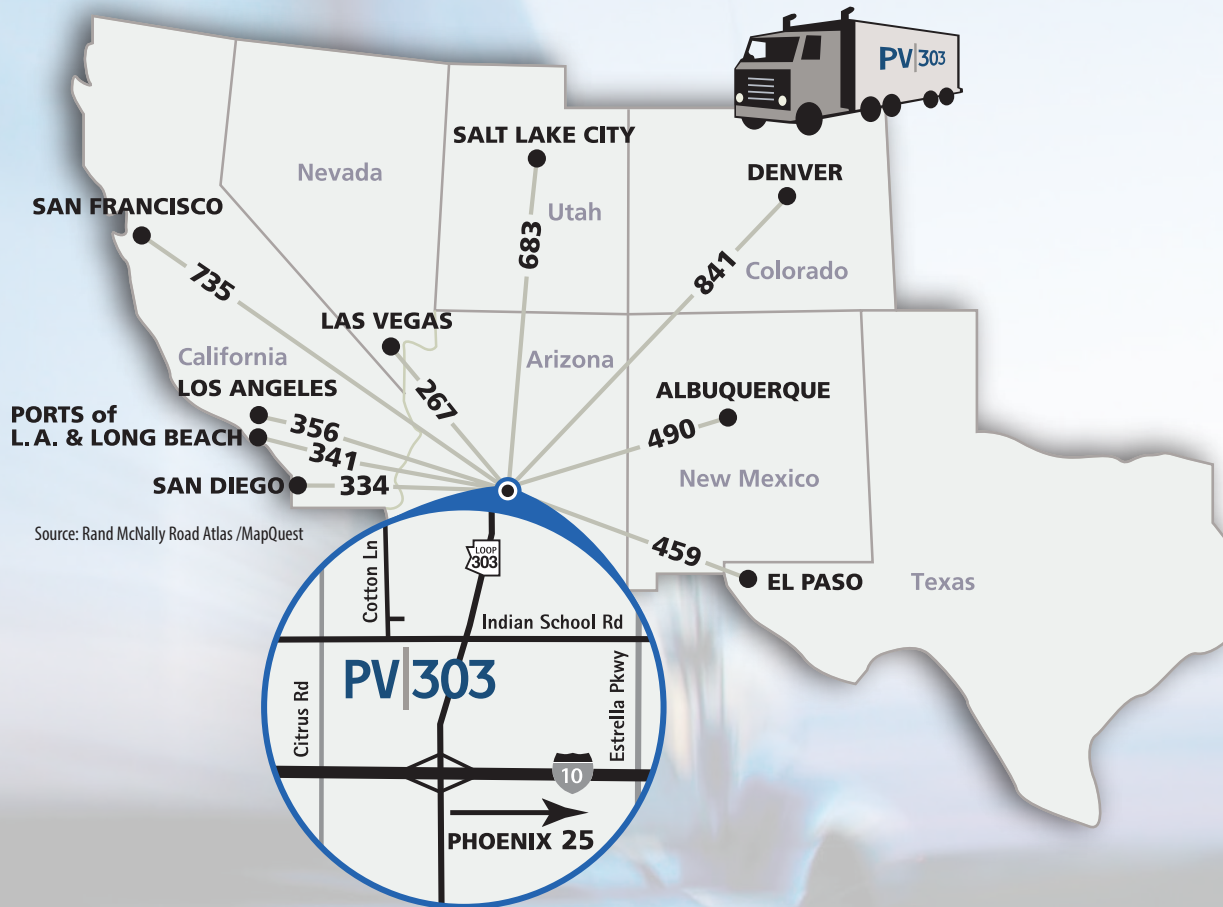 PV|303
SALT LAKE CITY
DENVER
Nevada
Utah
SAN FRANCISCO
683
841
Colorado
735
LAS VEGAS
California
Arizona
LOS ANGELES
267
ALBUQUERQUE
PORTS of
L.A. & LONG BEACH
356
341
490
SAN DIEGO
334
New Mexico
Source: Rand McNally Road Atlas /MapQuest
459
EL PASO
Texas
Cotton Ln
LOOP
303
Indian School Rd
PV|303
Citrus Rd
Estrella Pkwy
10
PHOENIX 25